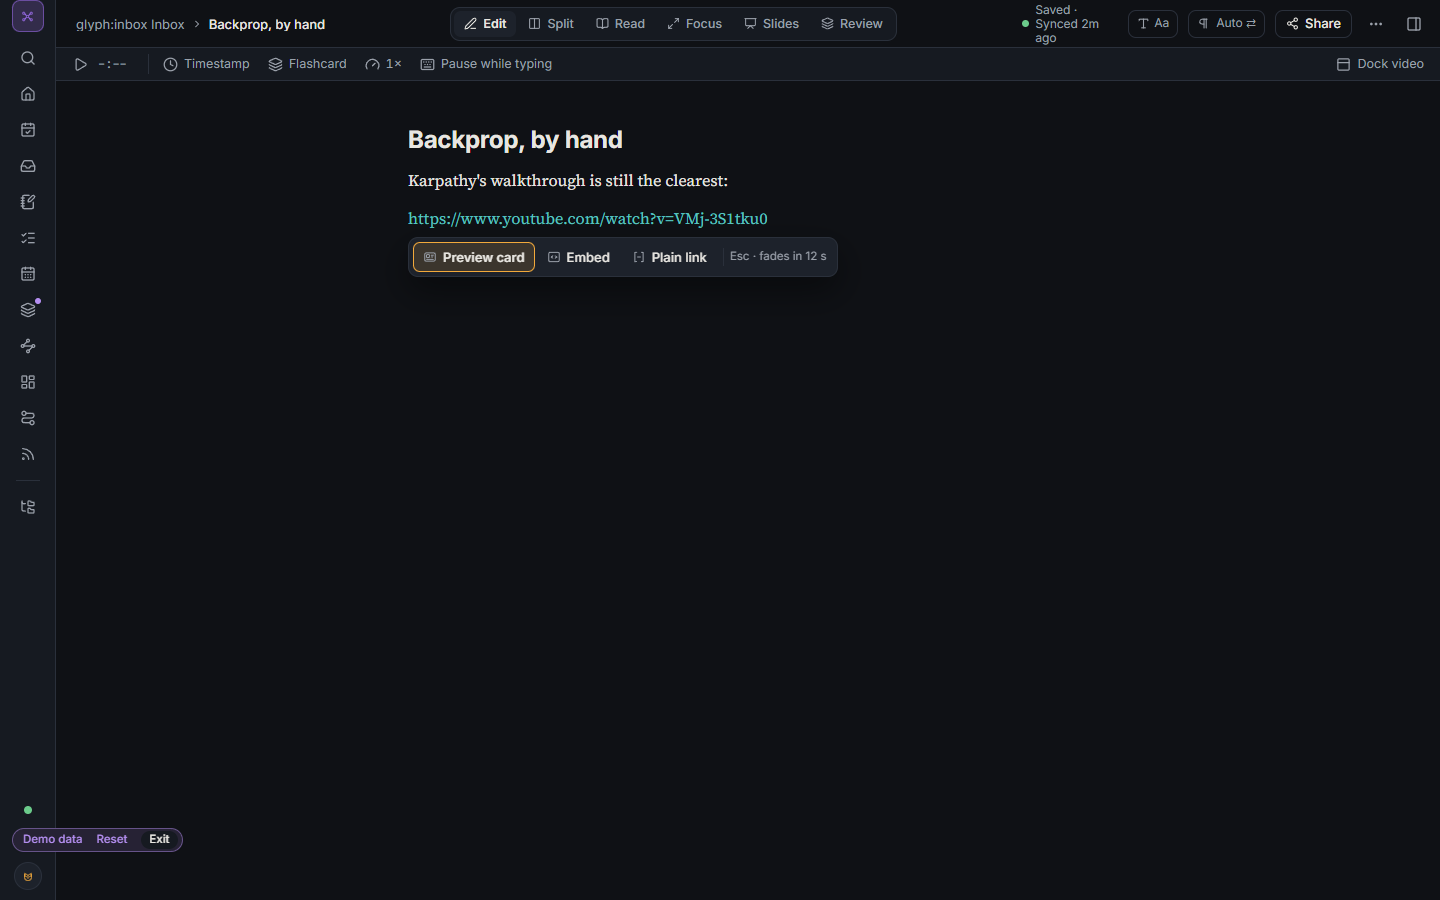 glyph:inbox Inbox › Backprop, by hand
Edit Split Read Focus Slides Review
Saved ·
Synced 2m
ago
Aa
Auto
Share
-:--
Timestamp
Flashcard
1×
Pause while typing
Dock video
Backprop, by hand
Karpathy's walkthrough is still the clearest:
https://www.youtube.com/watch?v=VMj-3S1tku0
Preview card Embed Plain link Esc · fades in 12 s
Demo data Reset Exit